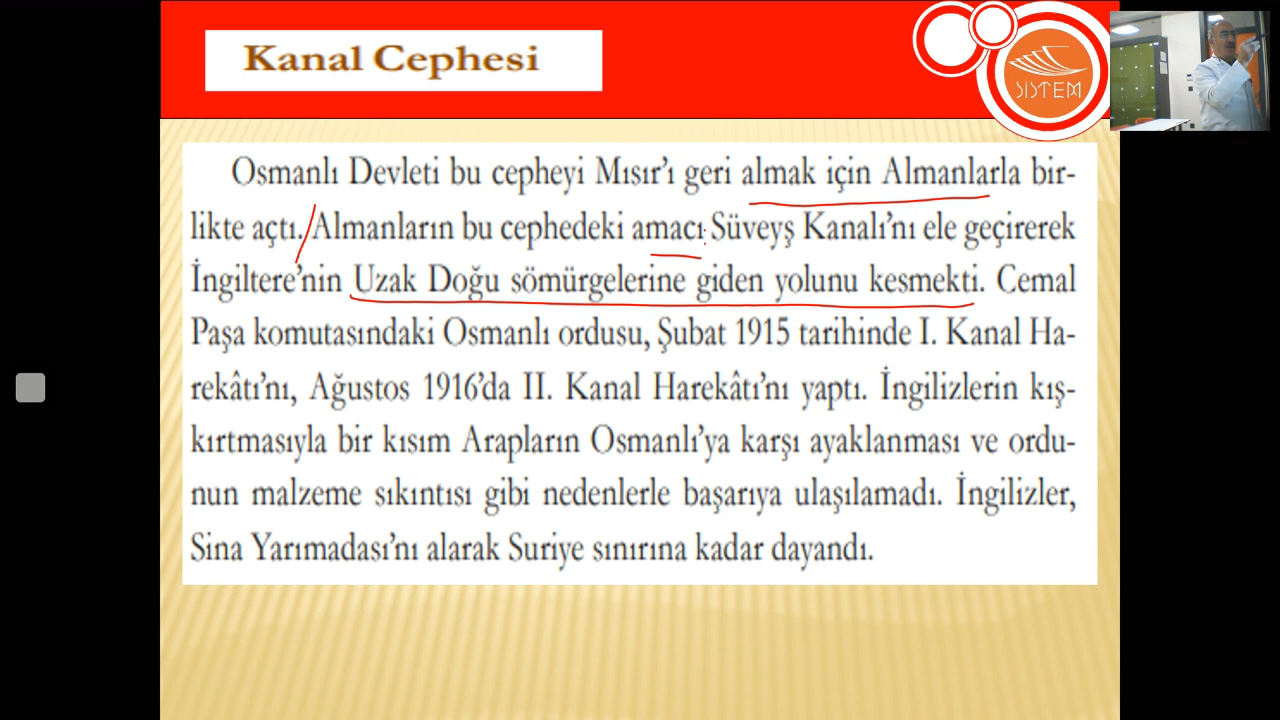 Kanal Cephesi
SİSTEM
Osmanlı Devleti bu cepheyi Mısır'ı geri almak için Almanlarla bir-
likte açtı. Almanların bu cephedeki amacı Süveyş Kanalı'nı ele geçirerek
İngiltere'nin Uzak Doğu sömürgelerine giden yolunu kesmekti. Cemal
Paşa komutasındaki Osmanlı ordusu, Şubat 1915 tarihinde I. Kanal Ha-
rekâtı'nı, Ağustos 1916'da II. Kanal Harekâtı'nı yaptı. İngilizlerin kış-
kırtmasıyla bir kısım Arapların Osmanlı'ya karşı ayaklanması ve ordu-
nun malzeme sıkıntısı gibi nedenlerle başarıya ulaşılamadı. İngilizler,
Sina Yarımadası'nı alarak Suriye sınırına kadar dayandı.